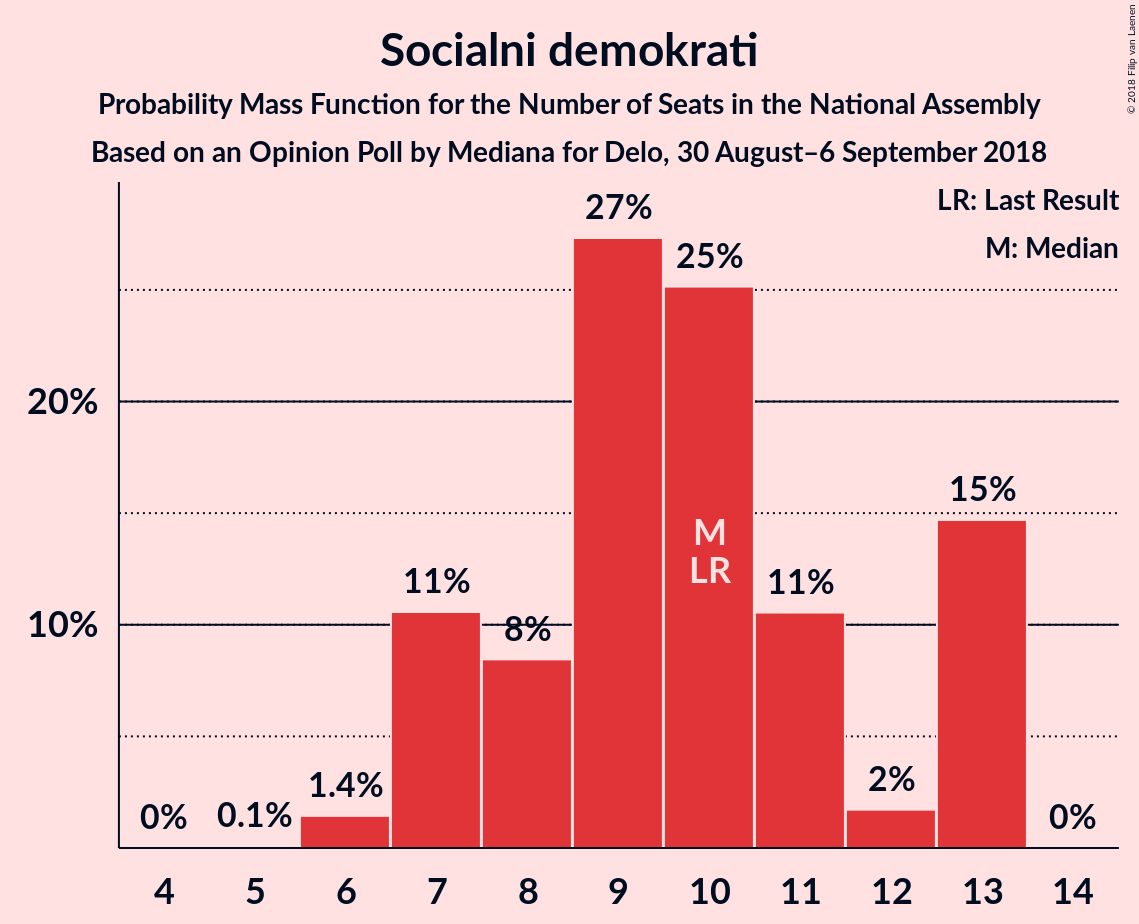 Socialni demokrati
Probability Mass Function for the Number of Seats in the National Assembly
Based on an Opinion Poll by Mediana for Delo, 30 August–6 September 2018
© 2018 Filip van Laenen
LR: Last Result
M: Median
27%
25%
20%
15%
M
LR
11%
11%
10%
8%
1.4%
2%
0%
0.1%
0%
4 5 6 7 8 9 10 11 12 13 14